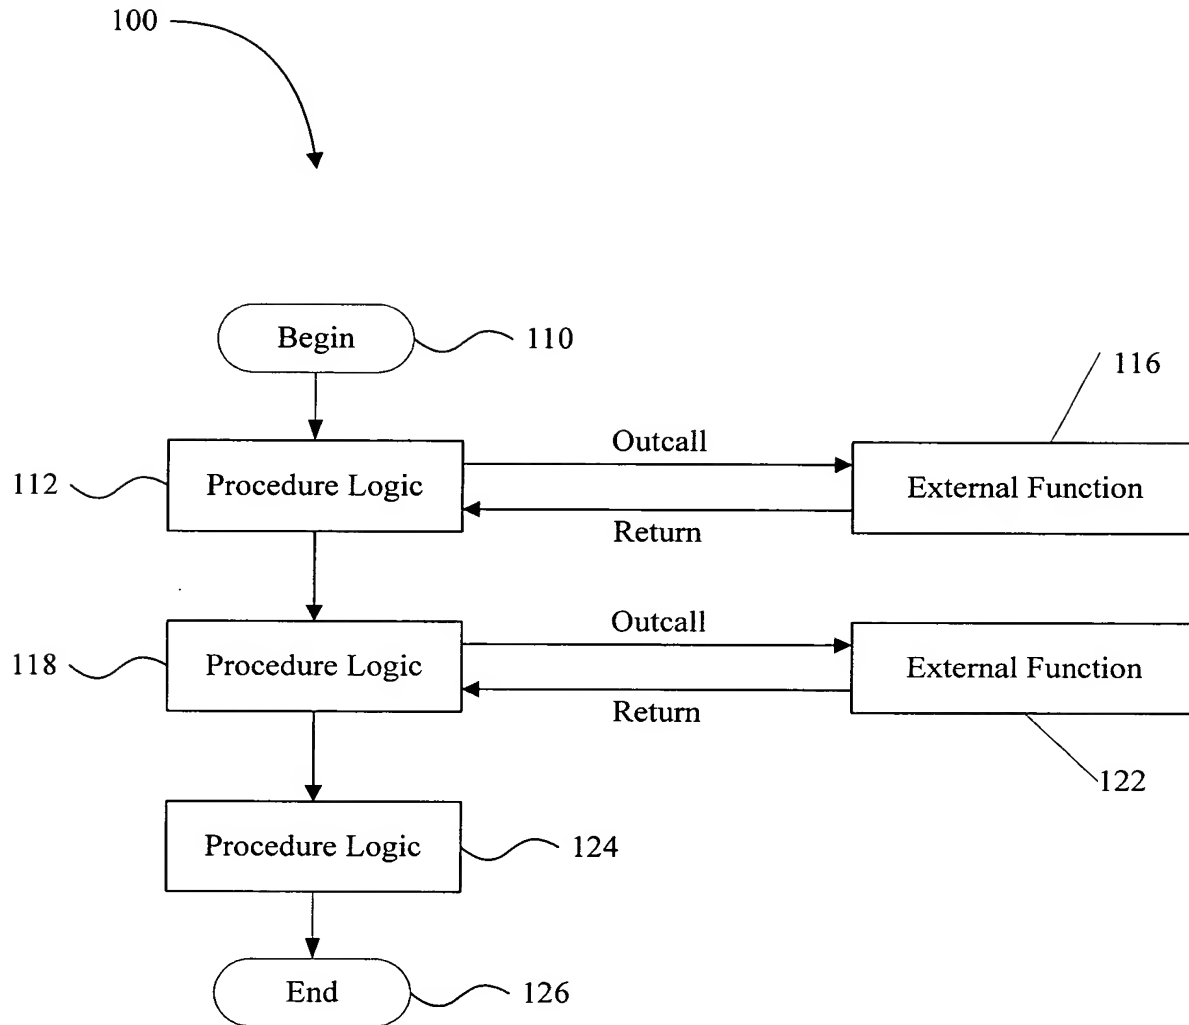 100
Begin
110
116
Outcall
112
Procedure Logic
External Function
Return
Outcall
118
Procedure Logic
External Function
Return
122
Procedure Logic
124
End
126